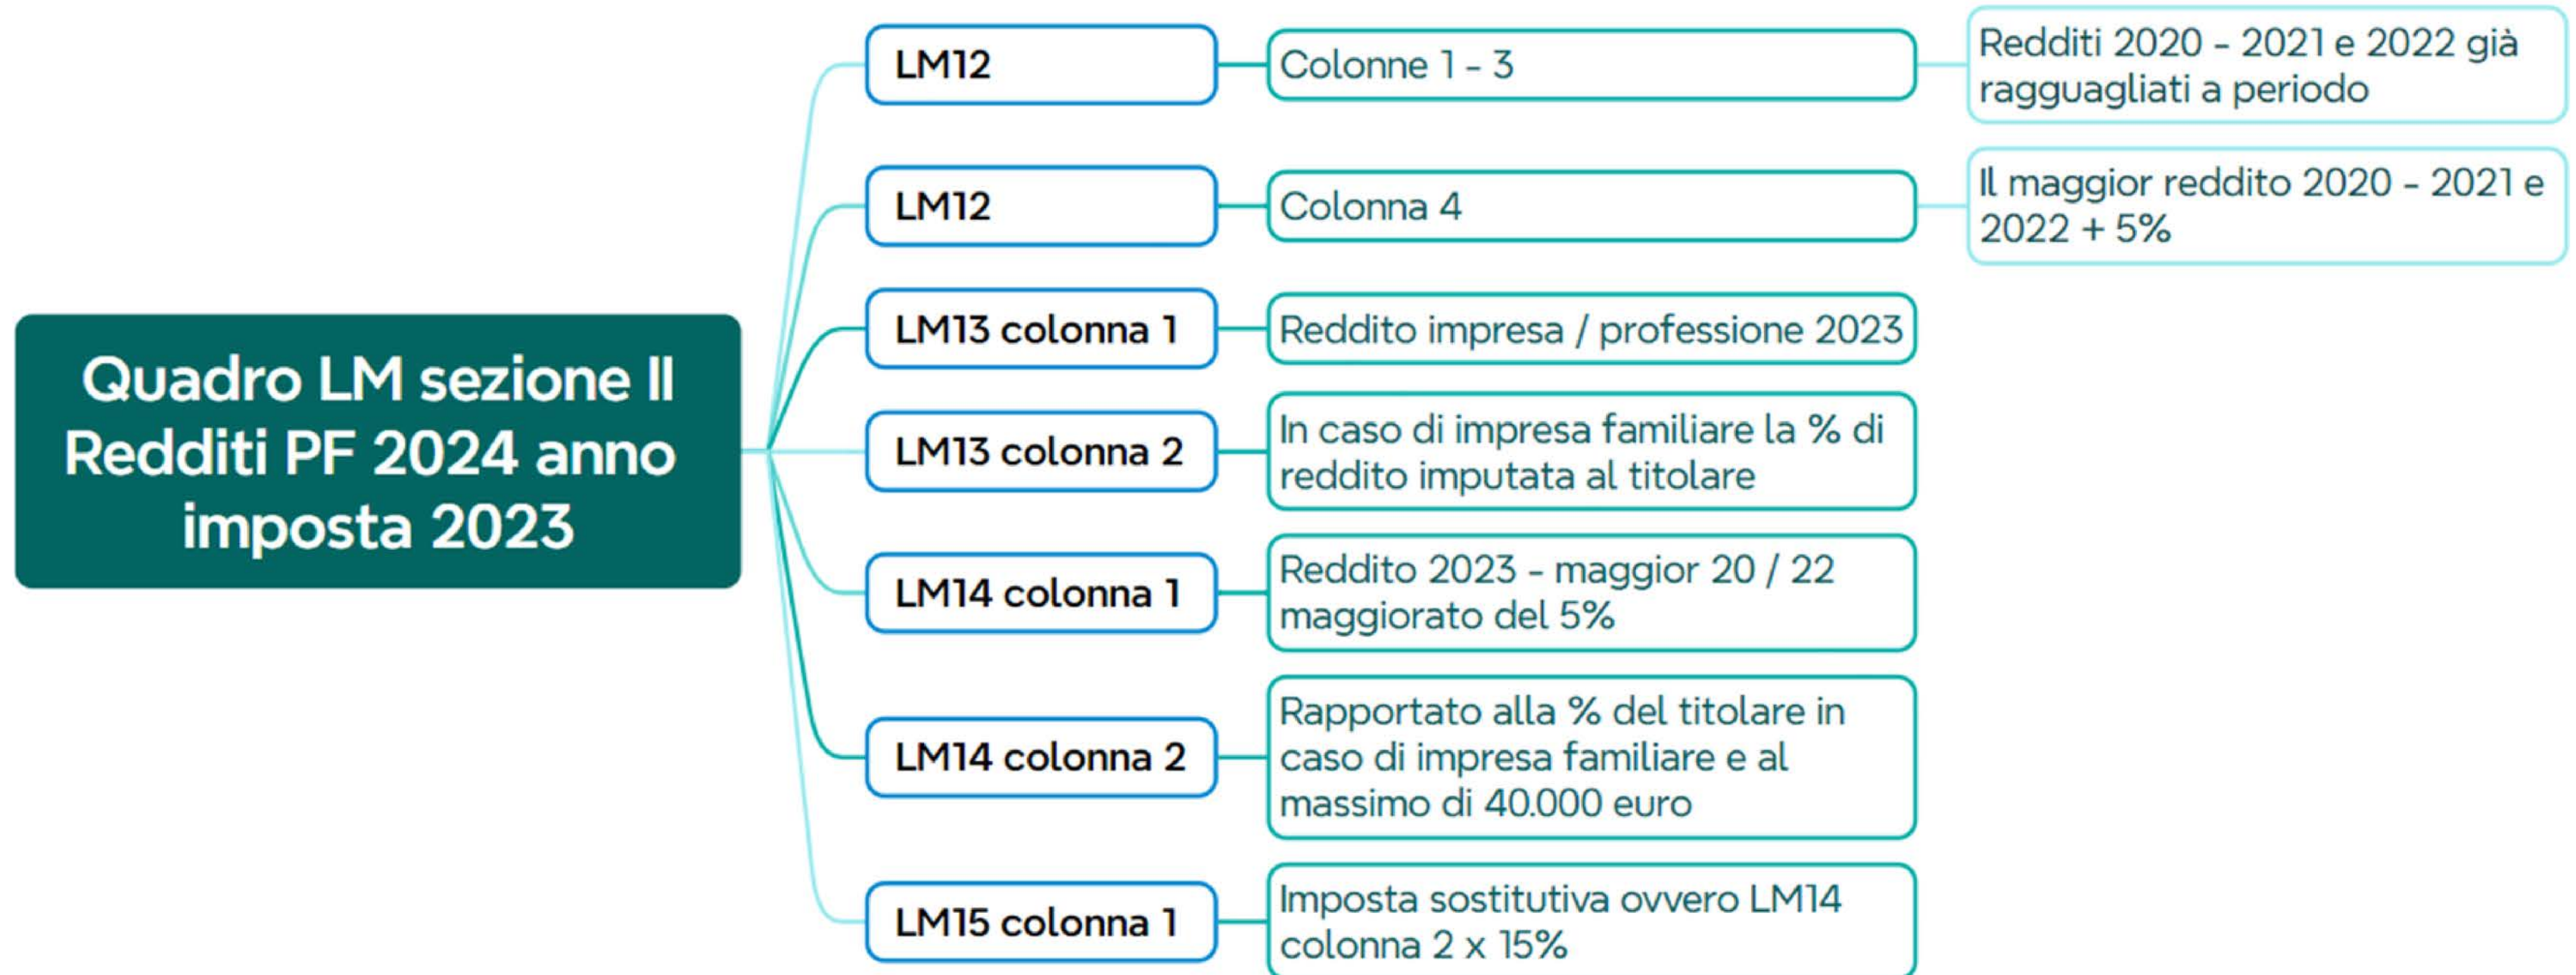 Quadro LM sezione II
Redditi PF 2024 anno
imposta 2023
LM12
Colonne 1 - 3
Redditi 2020 - 2021 e 2022 già
ragguagliati a periodo
LM12
Colonna 4
Il maggior reddito 2020 - 2021 e
2022 + 5%
LM13 colonna 1
Reddito impresa / professione 2023
LM13 colonna 2
In caso di impresa familiare la % di
reddito imputata al titolare
LM14 colonna 1
Reddito 2023 - maggior 20 / 22
maggiorato del 5%
LM14 colonna 2
Rapportato alla % del titolare in
caso di impresa familiare e al
massimo di 40.000 euro
LM15 colonna 1
Imposta sostitutiva ovvero LM14
colonna 2 x 15%